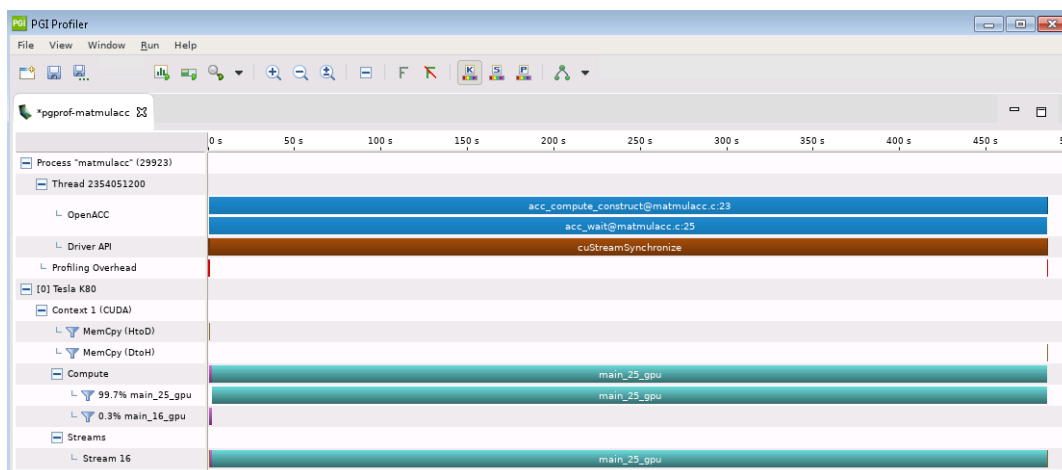 PGI PGI Profiler
File View Window Run Help
F K S P
*pgprof-matmulacc
0 s 50 s 100 s 150 s 200 s 250 s 300 s 350 s 400 s 450 s
Process "matmulacc" (29923)
Thread 2354051200
acc_compute_construct@matmulacc.c:23
OpenACC
acc_wait@matmulacc.c:25
Driver API cuStreamSynchronize
Profiling Overhead
[0] Tesla K80
Context 1 (CUDA)
MemCpy (HtoD)
MemCpy (DtoH)
Compute main_25_gpu
99.7% main_25_gpu main_25_gpu
0.3% main_16_gpu
Streams
Stream 16 main_25_gpu